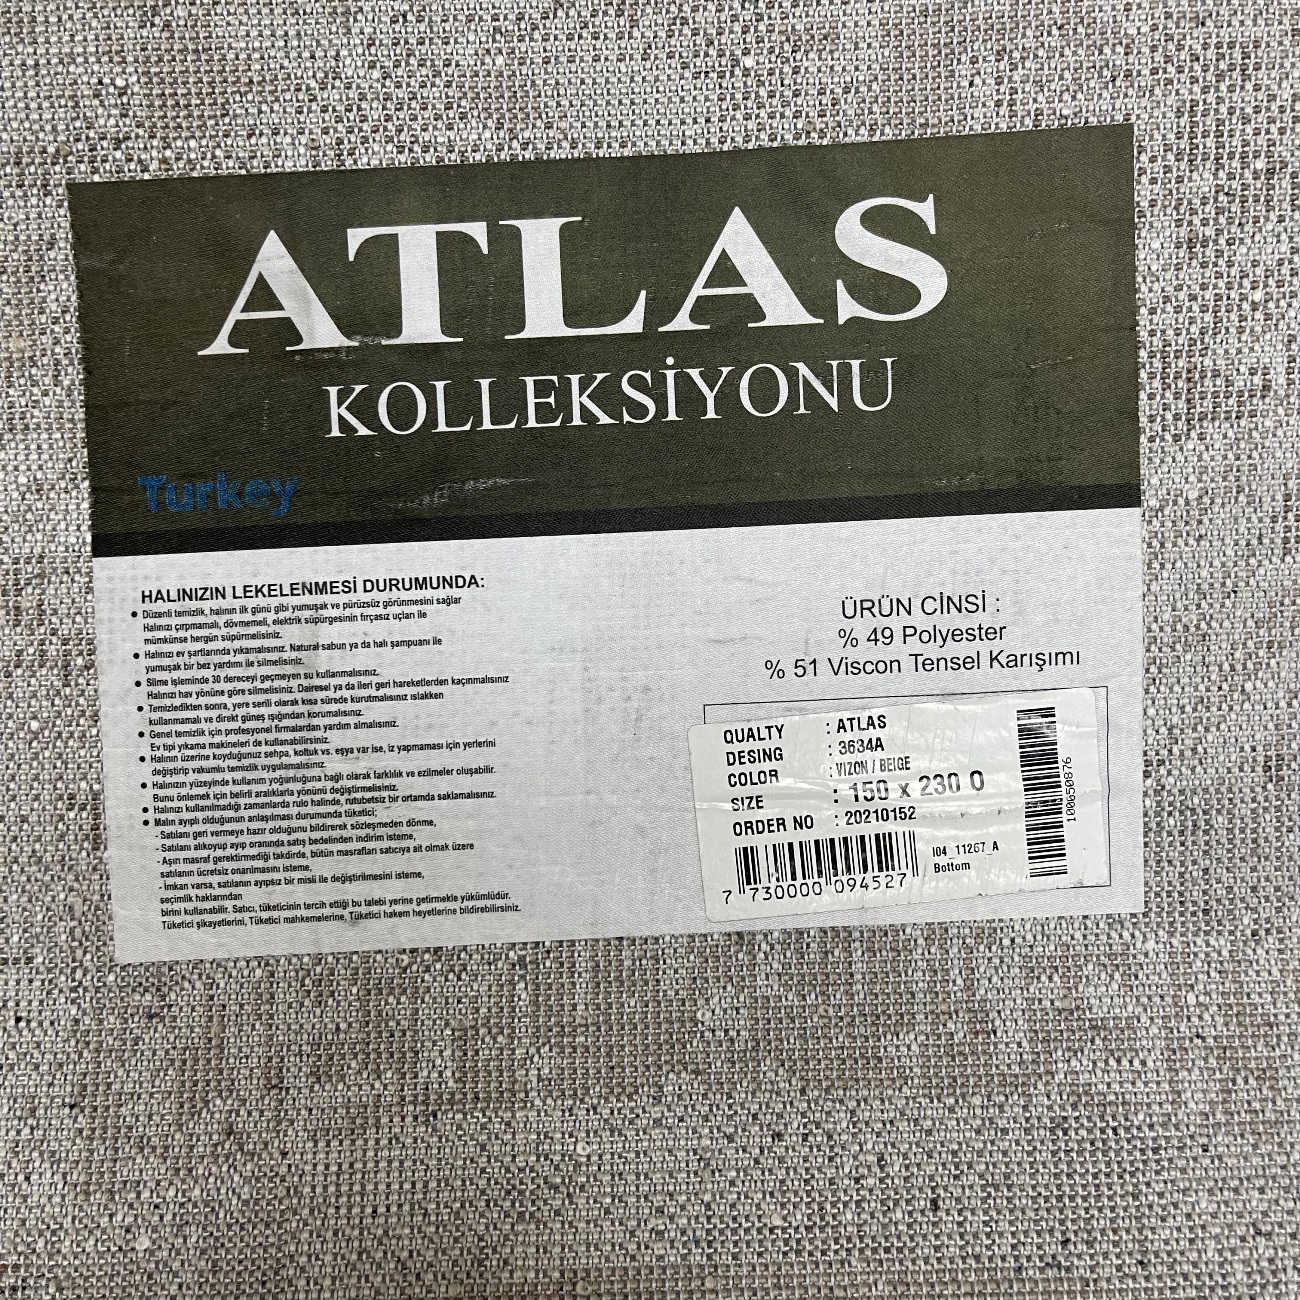 ATLAS
KOLLEKSİYONU
Turkey
HALINIZIN LEKELENMESİ DURUMUNDA:
• Düzenli temizlik, halının ilk günü gibi yumuşak ve pürüzsüz görünmesini sağlar
Halınızı çırpmamalı, dövmemeli, elektrik süpürgesinin fırçasız uçları ile
mümkünse hergün süpürmelisiniz.
• Halınızı ev şartlarında yıkamalısınız. Natural sabun ya da halı şampuanı ile
yumuşak bir bez yardımı ile silmelisiniz.
• Silme işleminde 30 dereceyi geçmeyen su kullanmalısınız.
Halınızı hav yönüne göre silmelisiniz. Dairesel ya da ileri geri hareketlerden kaçınmalısınız
• Temizledikten sonra, yere serili olarak kısa sürede kurutmalısınız ıslakken
kullanmamalı ve direkt güneş ışığından korumalısınız.
• Genel temizlik için profesyonel firmalardan yardım almalısınız.
Ev tipi yıkama makineleri de kullanabilirsiniz.
• Halının üzerine koyduğunuz sehpa, koltuk vs. eşya var ise, iz yapmaması için yerlerini
değiştirip vakumlu temizlik uygulamalısınız.
• Halınızın yüzeyinde kullanım yoğunluğuna bağlı olarak farklılık ve ezilmeler oluşabilir.
Bunu önlemek için belirli aralıklarla yönünü değiştirmelisiniz.
• Halınızı kullanılmadığı zamanlarda rulo halinde, rutubetsiz bir ortamda saklamalısınız.
• Malın ayıplı olduğunun anlaşılması durumunda tüketici;
- Satılanı geri vermeye hazır olduğunu bildirerek sözleşmeden dönme,
- Satılanı alıkoyup ayıp oranında satış bedelinden indirim isteme,
- Aşırı masraf gerektirmediği takdirde, bütün masrafları satıcıya ait olmak üzere
satılanın ücretsiz onarılmasını isteme,
- İmkan varsa, satılanın ayıpsız bir misli ile değiştirilmesini isteme,
seçimlik haklarından
birini kullanabilir. Satıcı, tüketicinin tercih ettiği bu talebi yerine getirmekle yükümlüdür.
Tüketici şikayetlerini, Tüketici mahkemelerine, Tüketici hakem heyetlerine bildirebilirsiniz.
ÜRÜN CİNSİ :
% 49 Polyester
% 51 Viscon Tensel Karışımı
QUALTY : ATLAS
DESING : 3634A
COLOR : VIZON / BEIGE
SIZE : 150 x 230 O
ORDER NO : 20210152
7 730000 094527
I04_11267_A
Bottom
100650876